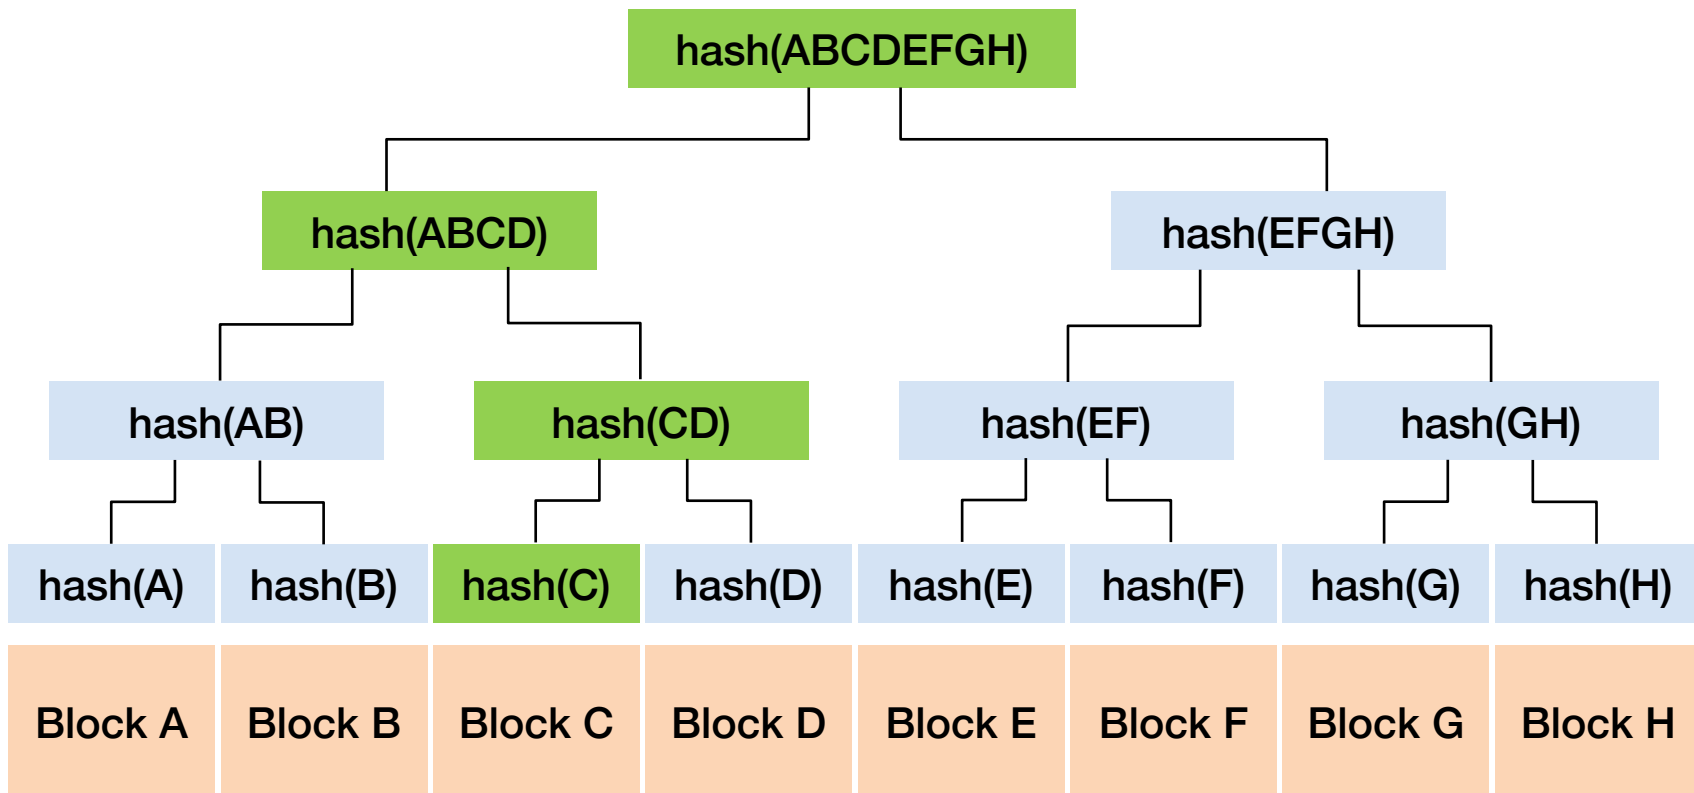 hash(ABCDEFGH)
hash(ABCD)
hash(EFGH)
hash(AB)
hash(CD)
hash(EF)
hash(GH)
hash(A)
hash(B)
hash(C)
hash(D)
hash(E)
hash(F)
hash(G)
hash(H)
Block A
Block B
Block C
Block D
Block E
Block F
Block G
Block H